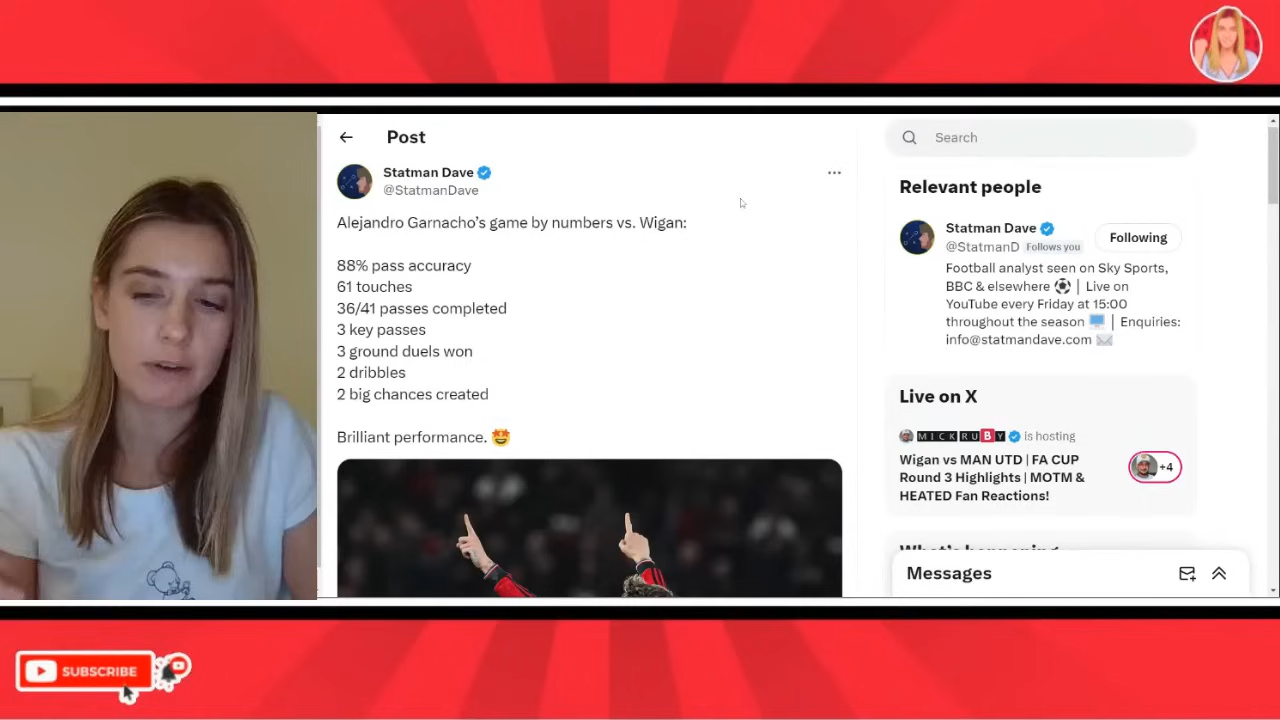 Post
Statman Dave
@StatmanDave
Alejandro Garnacho’s game by numbers vs. Wigan:
88% pass accuracy
61 touches
36/41 passes completed
3 key passes
3 ground duels won
2 dribbles
2 big chances created
Brilliant performance. 🤩
Search
Relevant people
Statman Dave
@StatmanD Follows you
Following
Football analyst seen on Sky Sports,
BBC & elsewhere ⚽ | Live on
YouTube every Friday at 15:00
throughout the season 🖥️ | Enquiries:
info@statmandave.com ✉️
Live on X
MICKRUBY is hosting
Wigan vs MAN UTD | FA CUP
Round 3 Highlights | MOTM &
HEATED Fan Reactions!
+4
What's happening
Messages
SUBSCRIBE